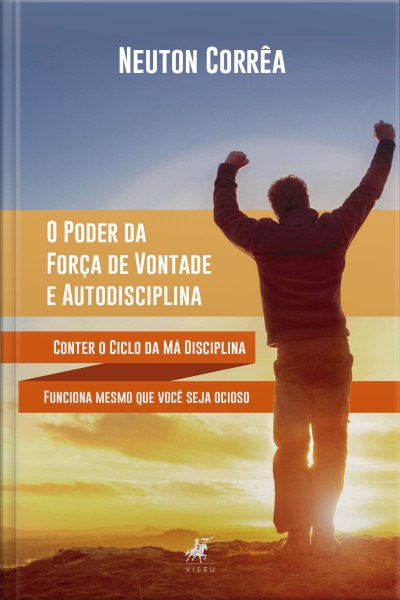 Neuton Corrêa
O Poder da
Força de Vontade
e Autodisciplina
Conter o Ciclo da Má Disciplina
Funciona mesmo que você seja ocioso
VISEU